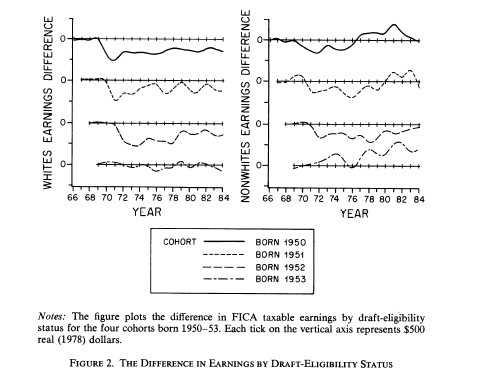 WHITES EARNINGS DIFFERENCE
0
0
0
0
66 68 70 72 74 76 78 80 82 84
YEAR
NONWHITES EARNINGS DIFFERENCE
0
0
0
0
66 68 70 72 74 76 78 80 82 84
YEAR
COHORT BORN 1950
BORN 1951
BORN 1952
BORN 1953
Notes: The figure plots the difference in FICA taxable earnings by draft-eligibility
status for the four cohorts born 1950–53. Each tick on the vertical axis represents $500
real (1978) dollars.
FIGURE 2. THE DIFFERENCE IN EARNINGS BY DRAFT-ELIGIBILITY STATUS